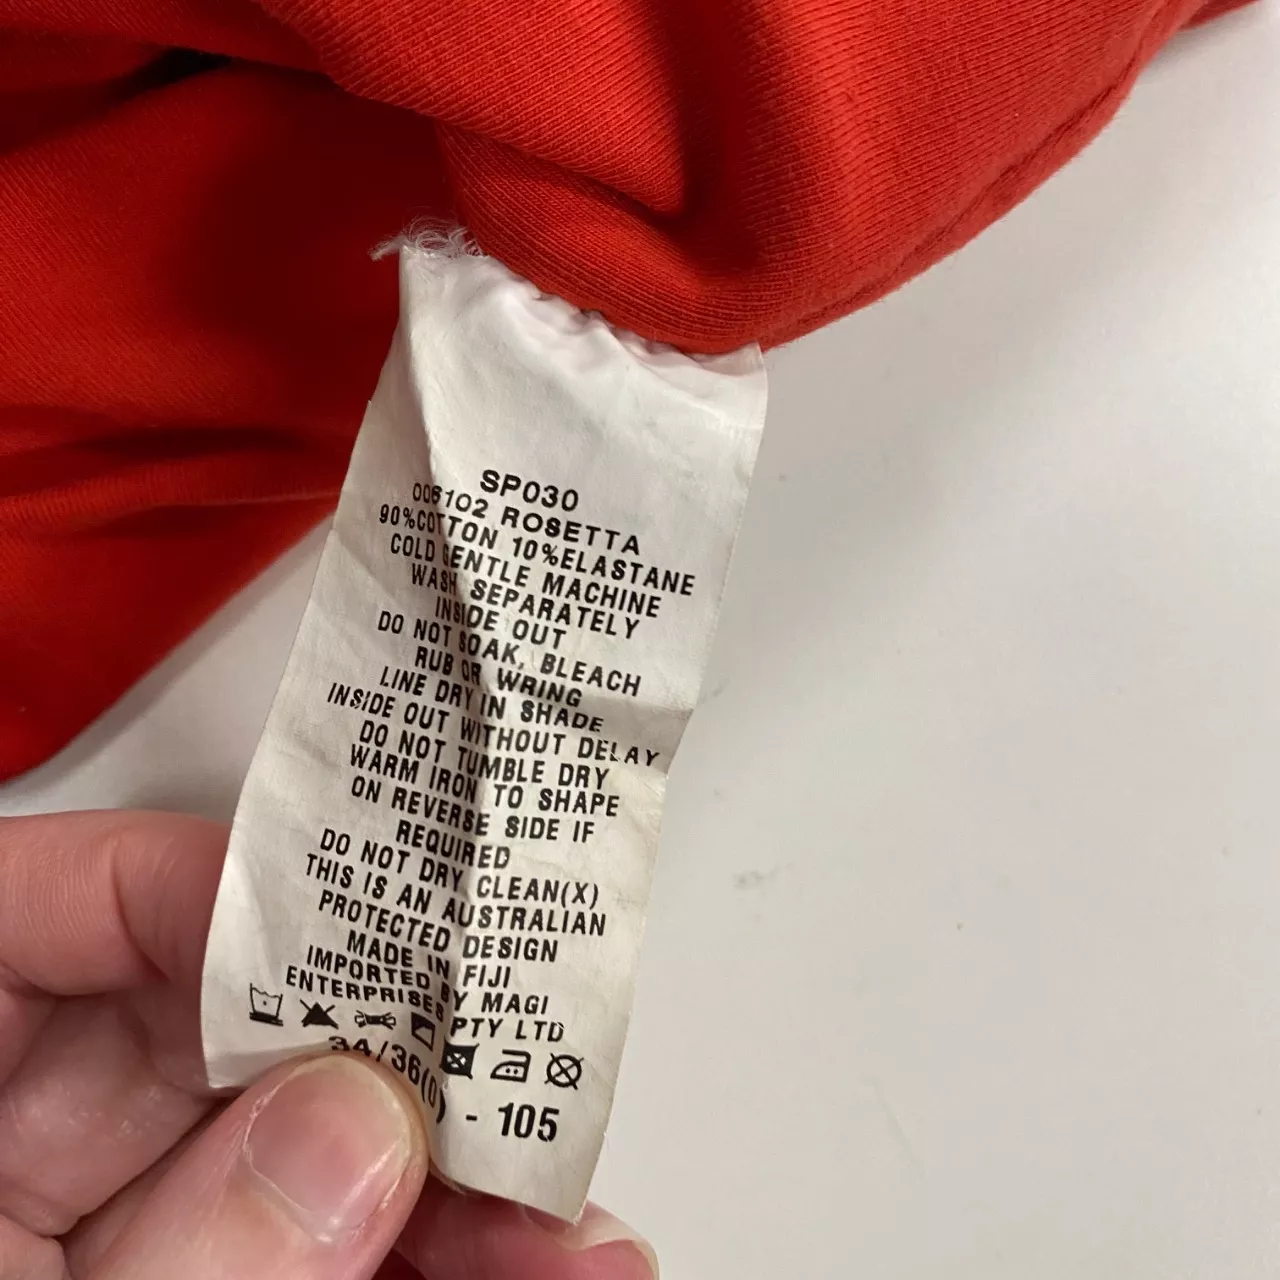 SP030
006102 ROSETTA
90%COTTON 10%ELASTANE
COLD GENTLE MACHINE
WASH SEPARATELY
INSIDE OUT
DO NOT SOAK, BLEACH
RUB OR WRING
LINE DRY IN SHADE
INSIDE OUT WITHOUT DELAY
DO NOT TUMBLE DRY
WARM IRON TO SHAPE
ON REVERSE SIDE IF
REQUIRED
DO NOT DRY CLEAN(X)
THIS IS AN AUSTRALIAN
PROTECTED DESIGN
MADE IN FIJI
IMPORTED BY MAGI
ENTERPRISES PTY LTD
34/36(0) - 105